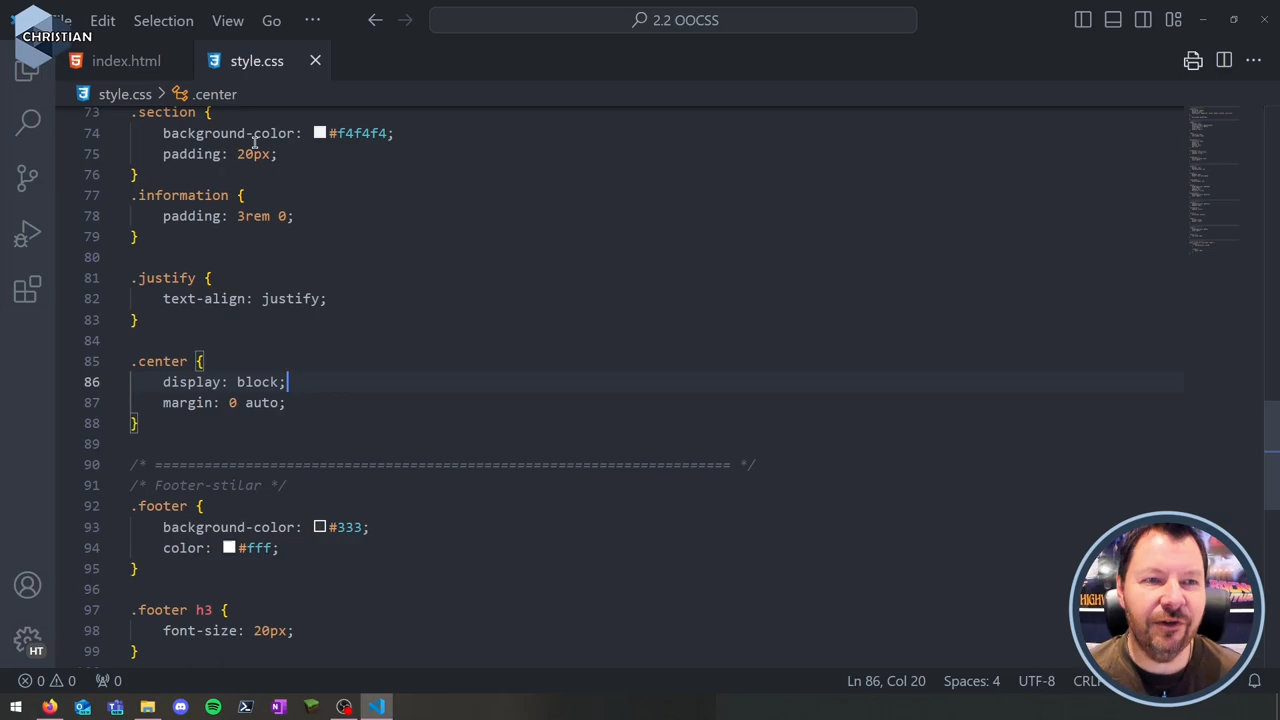 File Edit Selection View Go ··· 2.2 OOCSS
CHRISTIAN
index.html style.css
style.css > .center
73 .section {
74 background-color: #f4f4f4;
75 padding: 20px;
76 }
77 .information {
78 padding: 3rem 0;
79 }
80
81 .justify {
82 text-align: justify;
83 }
84
85 .center {
86 display: block;
87 margin: 0 auto;
88 }
89
90 /* ====================================================================== */
91 /* Footer-stilar */
92 .footer {
93 background-color: #333;
94 color: #fff;
95 }
96
97 .footer h3 {
98 font-size: 20px;
99 }
HT
0 0 0 Ln 86, Col 20 Spaces: 4 UTF-8